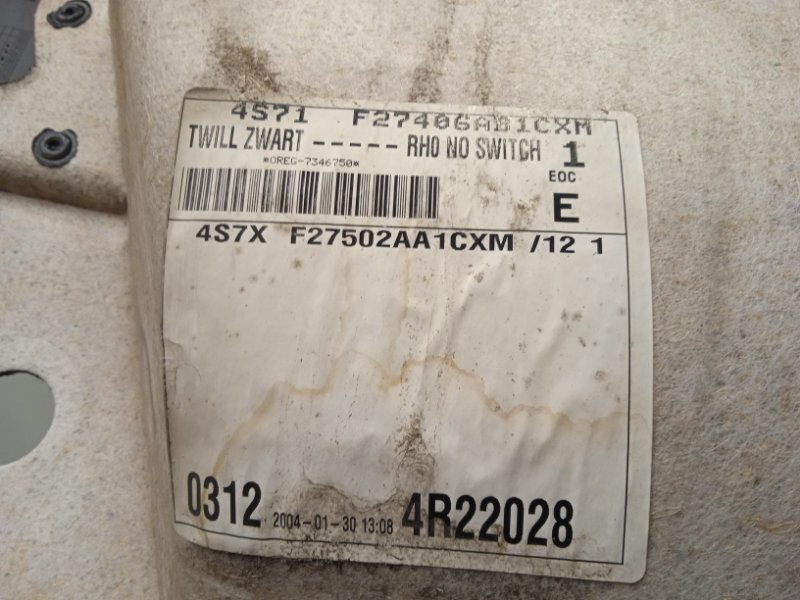 4S71 F27406AB1CXM
TWILL ZWART ----- RHO NO SWITCH 1
*OREG-7346750*
EOC
E
4S7X F27502AA1CXM /12 1
0312 2004-01-30 13:08 4R22028